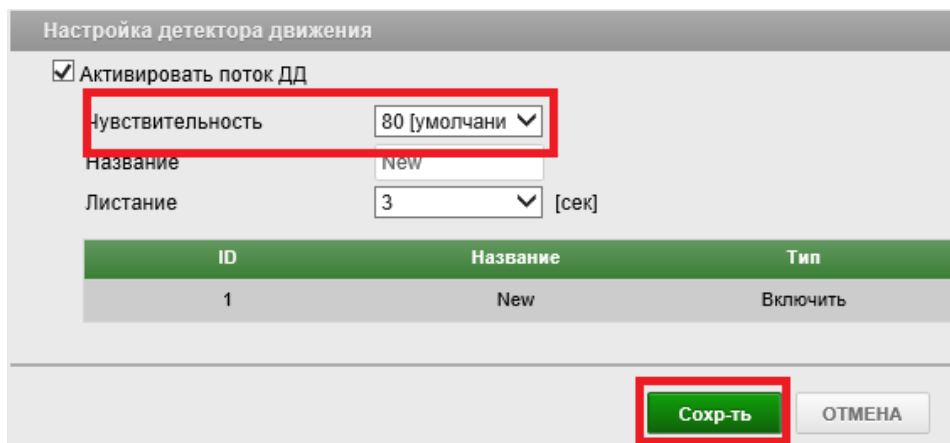 Настройка детектора движения
Активировать поток ДД
Чувствительность 80 [умолчани
Название New
Листание 3 [сек]
ID Название Тип
1 New Включить
Сохр-ть ОТМЕНА